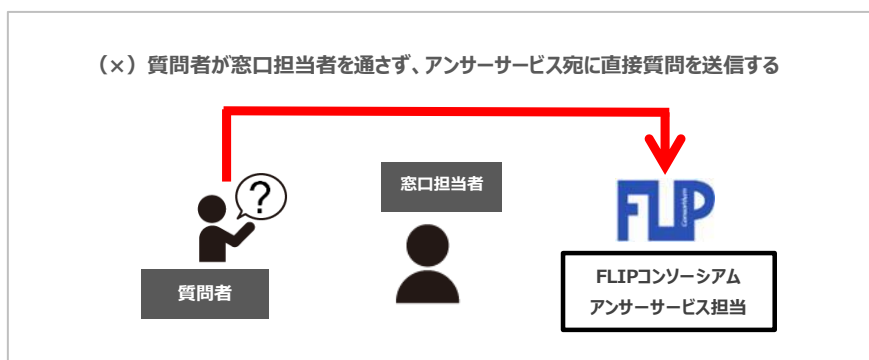 （×）質問者が窓口担当者を通さず、アンサーサービス宛に直接質問を送信する
?
窓口担当者
FLIP
Consortium
質問者
FLIPコンソーシアム
アンサーサービス担当